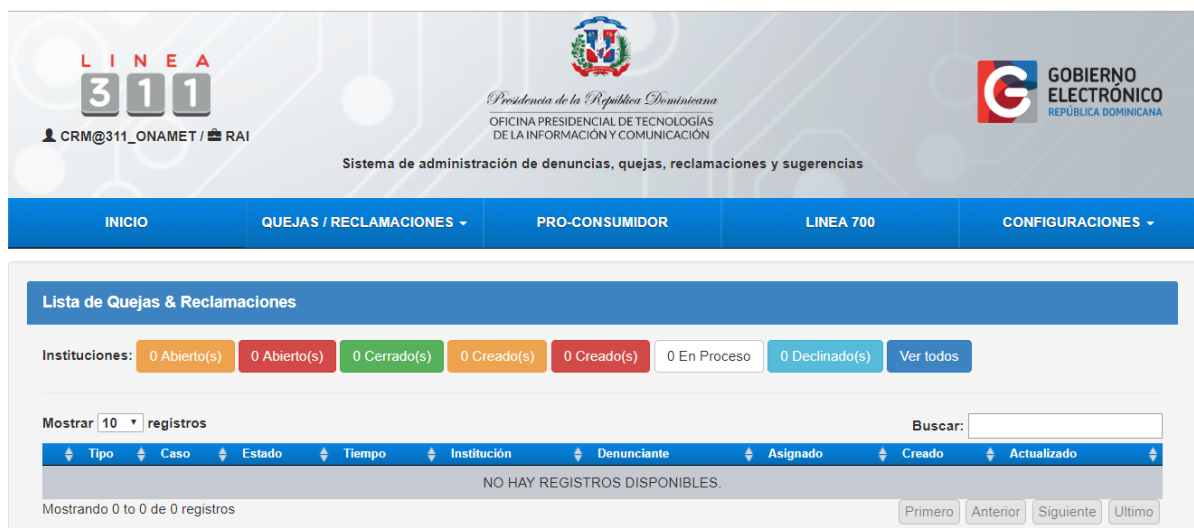 LINEA
311
CRM@311_ONAMET / RAI
Presidencia de la República Dominicana
OFICINA PRESIDENCIAL DE TECNOLOGÍAS
DE LA INFORMACIÓN Y COMUNICACIÓN
Sistema de administración de denuncias, quejas, reclamaciones y sugerencias
GOBIERNO
ELECTRÓNICO
REPÚBLICA DOMINICANA
INICIO QUEJAS / RECLAMACIONES PRO-CONSUMIDOR LINEA 700 CONFIGURACIONES
Lista de Quejas & Reclamaciones
Instituciones: 0 Abierto(s) 0 Abierto(s) 0 Cerrado(s) 0 Creado(s) 0 Creado(s) 0 En Proceso 0 Declinado(s) Ver todos
Mostrar 10 registros Buscar:
Tipo Caso Estado Tiempo Institución Denunciante Asignado Creado Actualizado
NO HAY REGISTROS DISPONIBLES.
Mostrando 0 to 0 de 0 registros Primero Anterior Siguiente Ultimo